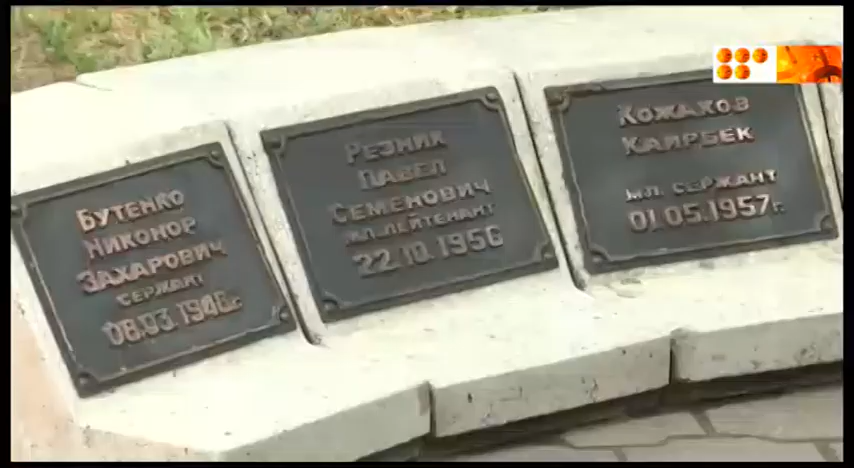 БУТЕНКО
НИКОНОР
ЗАХАРОВИЧ
СЕРЖАНТ
08.03.1946г.
РЕЗНИК
ПАВЕЛ
СЕМЕНОВИЧ
МЛ.ЛЕЙТЕНАНТ
22.10.1956
КОЖАХОВ
КАИРБЕК
МЛ. СЕРЖАНТ
01.05.1957г.